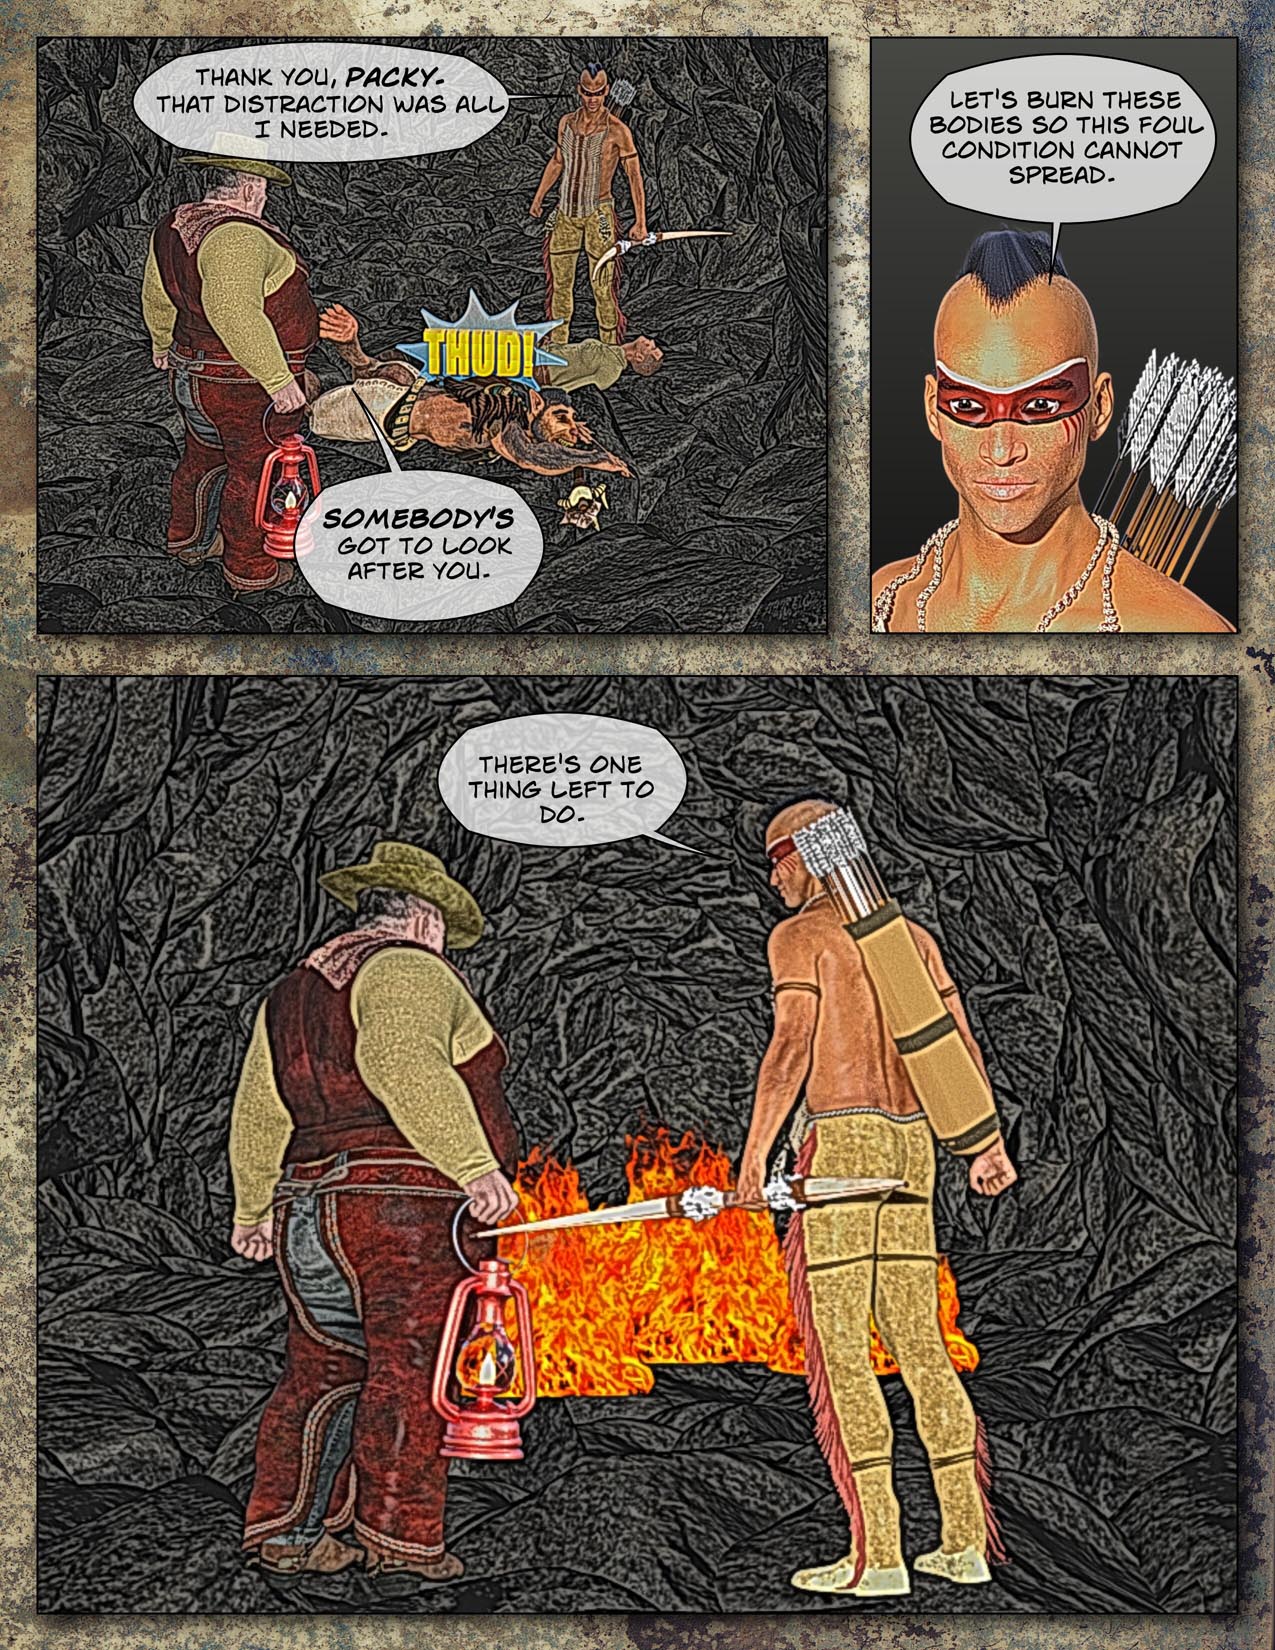 THANK YOU, PACKY.
THAT DISTRACTION WAS ALL
I NEEDED.
THUD!
SOMEBODY'S
GOT TO LOOK
AFTER YOU.
LET'S BURN THESE
BODIES SO THIS FOUL
CONDITION CANNOT
SPREAD.
THERE'S ONE
THING LEFT TO
DO.